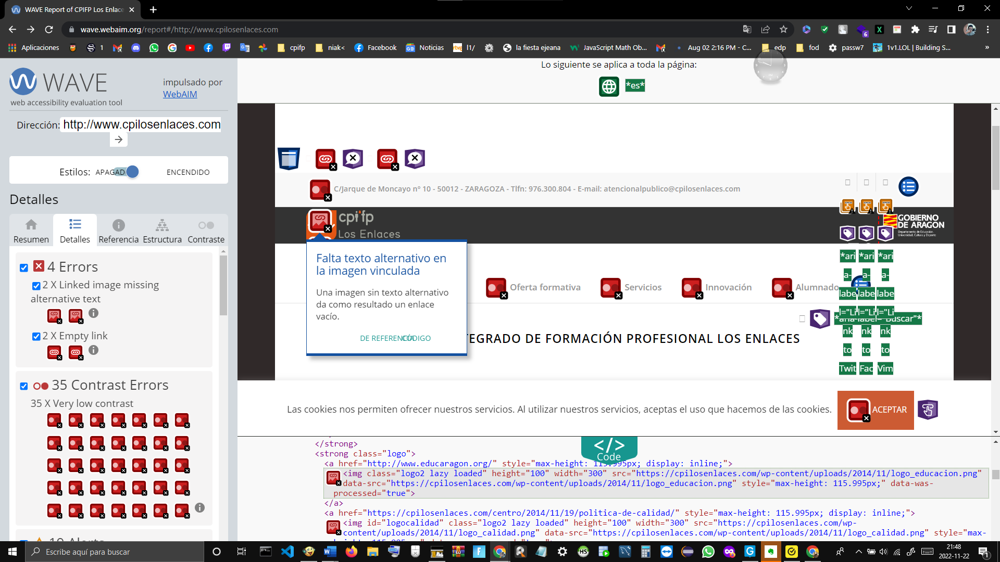 WAVE Report of CPIFP Los Enlace
wave.webaim.org/report#/http://www.cpilosenlaces.com
6
Aplicaciones
1
cpifp
niak<
Facebook
Noticias
rtve
l1/
la fiesta ejeana
JavaScript Math Ob...
Aug 02 2:16 PM - C...
edp
fod
passw7
1v1.LOL | Building S...
»
WAVE
web accessibility evaluation tool
impulsado por
WebAIM
Dirección: http://www.cpilosenlaces.com
Estilos: APAGAD ENCENDIDO
Detalles
Resumen
Detalles
Referencia
Estructura
Contraste
4 Errors
2 X Linked image missing
alternative text
2 X Empty link
35 Contrast Errors
35 X Very low contrast
19 Alerts
Lo siguiente se aplica a toda la página:
*es*
C/Jarque de Moncayo nº 10 - 50012 - ZARAGOZA - Tlfn: 976.300.804 - E-mail: atencionalpublico@cpilosenlaces.com
cpifp
Los Enlaces
GOBIERNO
DE ARAGON
Departamento de Educación,
Universidad, Cultura y Deporte
Falta texto alternativo en
la imagen vinculada
Una imagen sin texto alternativo
da como resultado un enlace
vacío.
DE REFERENCIA
CÓDIGO
Oferta formativa
Servicios
Innovación
Alumnado
*ari *ari *ari
a- a- a-
labe labe labe
l="Li l="Li l="Li
*aria-label="Buscar"*
nk nk nk
to to to
Twit Fac Vim
TEGRADO DE FORMACIÓN PROFESIONAL LOS ENLACES
Las cookies nos permiten ofrecer nuestros servicios. Al utilizar nuestros servicios, aceptas el uso que hacemos de las cookies.
ACEPTAR
</>
Code
</strong>
<strong class="logo">
<a href="http://www.educaragon.org/" style="max-height: 115.995px; display: inline;">
<img class="logo2 lazy loaded" height="100" width="300" src="https://cpilosenlaces.com/wp-content/uploads/2014/11/logo_educacion.png"
data-src="https://cpilosenlaces.com/wp-content/uploads/2014/11/logo_educacion.png" style="max-height: 115.995px;" data-was-
processed="true">
</a>
<a href="https://cpilosenlaces.com/centro/2014/11/19/politica-de-calidad/" style="max-height: 115.995px; display: inline;">
<img id="logocalidad" class="logo2 lazy loaded" height="100" width="300" src="https://cpilosenlaces.com/wp-
content/uploads/2014/11/logo_calidad.png" data-src="https://cpilosenlaces.com/wp-content/uploads/2014/11/logo_calidad.png" style="max-
Escribe aquí para buscar
21:48
2022-11-22
1